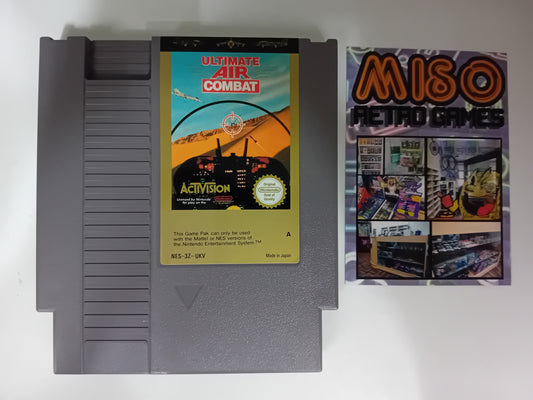 ULTIMATE
AIR
COMBAT
ACTIVISION
Licensed by Nintendo
for play on the
Original
Nintendo
Seal of
Quality
This Game Pak can only be used
with the Mattel or NES versions of
the Nintendo Entertainment System™
A
NES-3Z-UKV
Made in Japan
MISO
RETRO GAMES